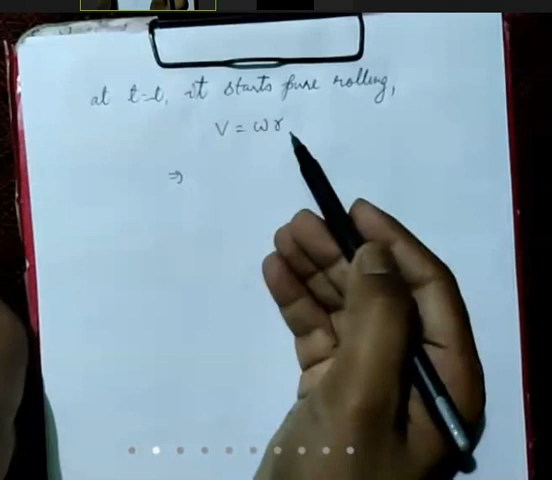 at t=t, it starts pure rolling,
V = ωr
⇒